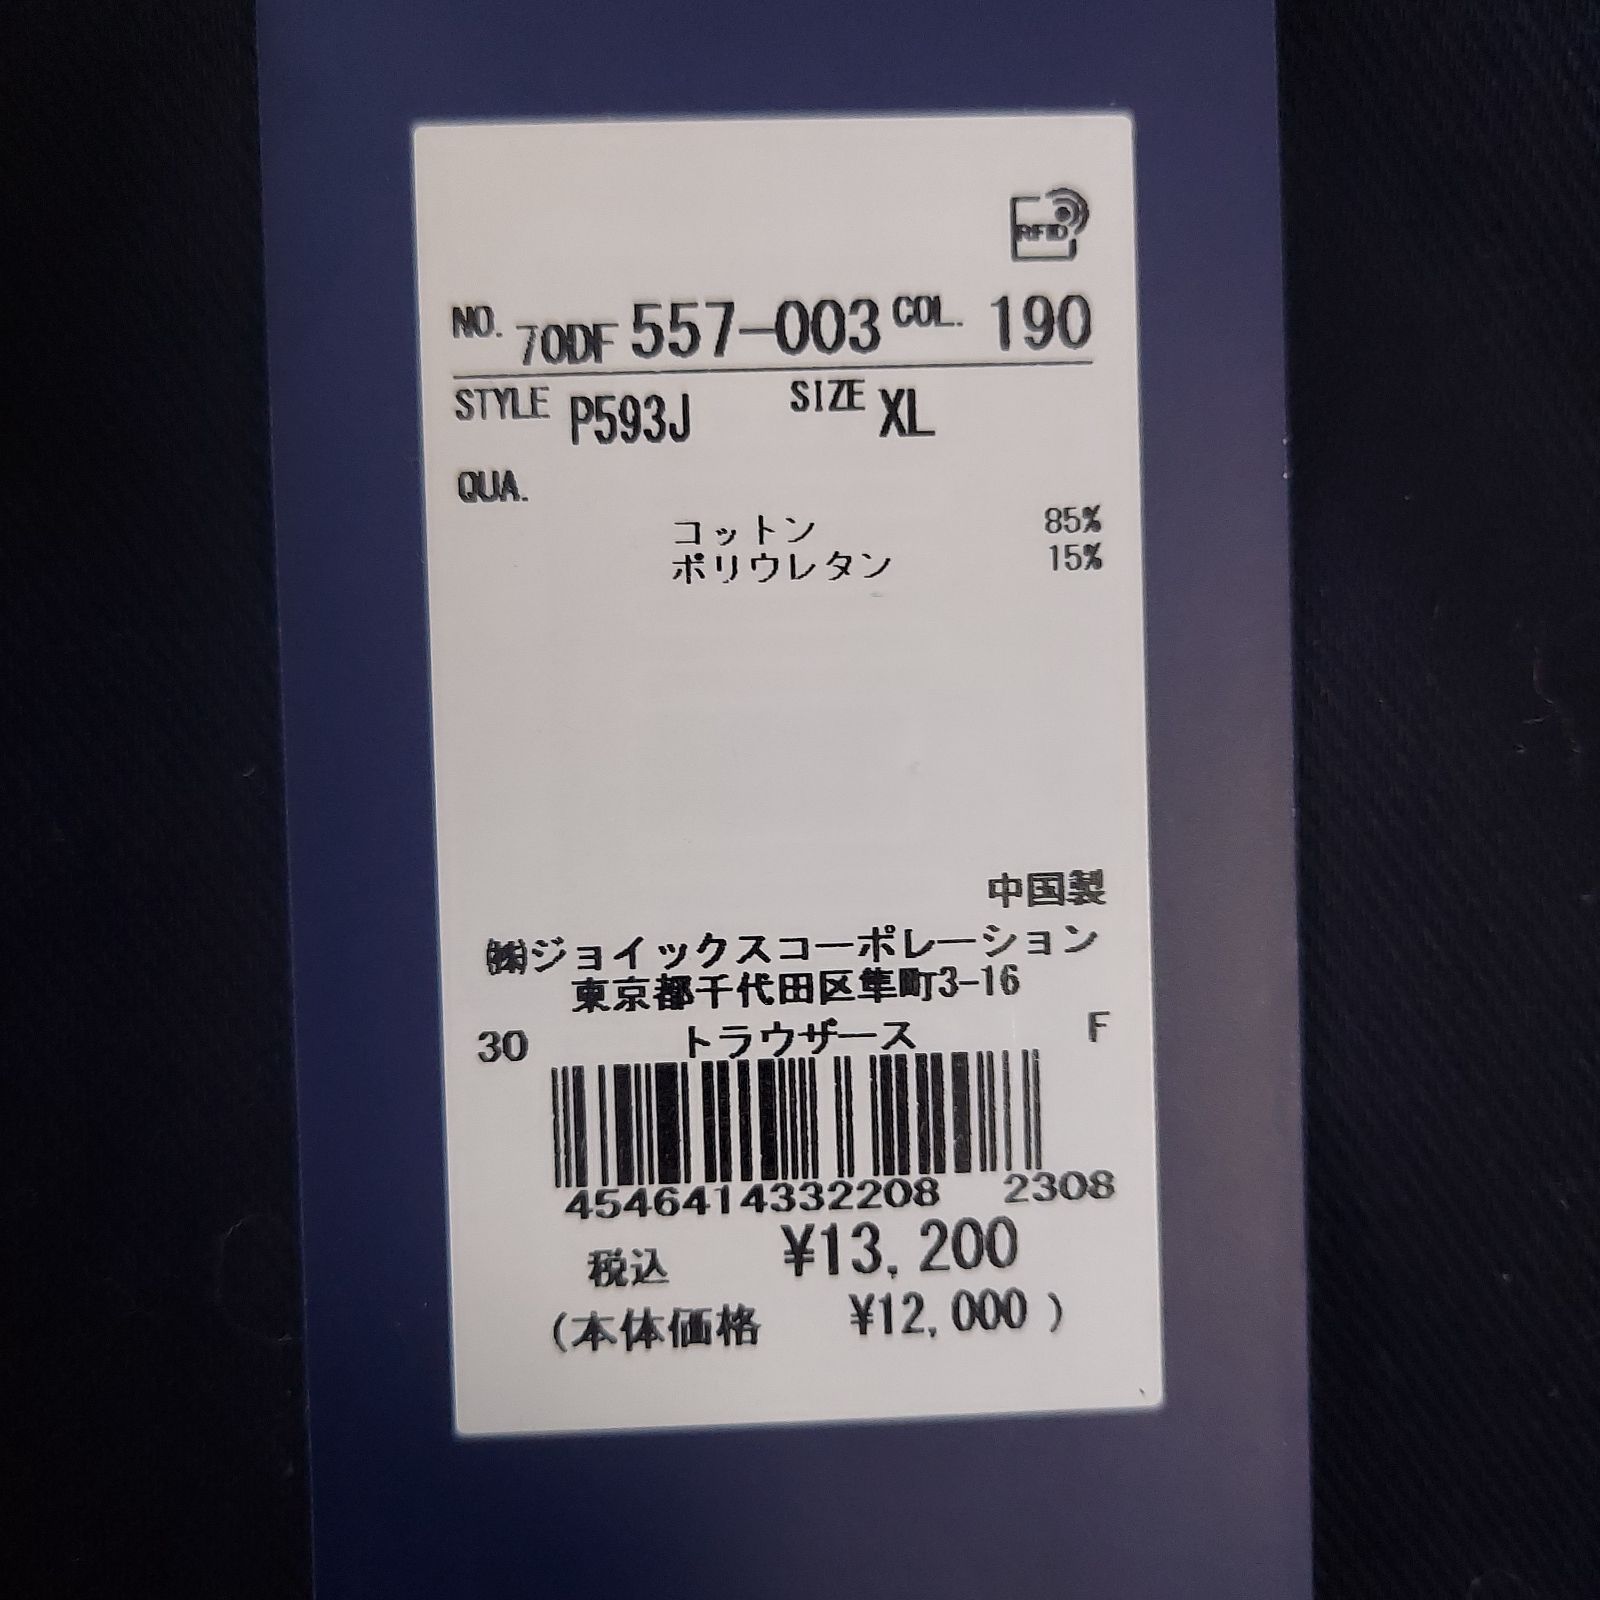 RFID
NO. 70DF 557-003 COL. 190
STYLE P593J SIZE XL
QUA.
コットン 85%
ポリウレタン 15%
中国製
㈱ジョイックスコーポレーション
東京都千代田区隼町3-16
30 トラウザース F
4546414332208 2308
税込 ¥13,200
(本体価格 ¥12,000)